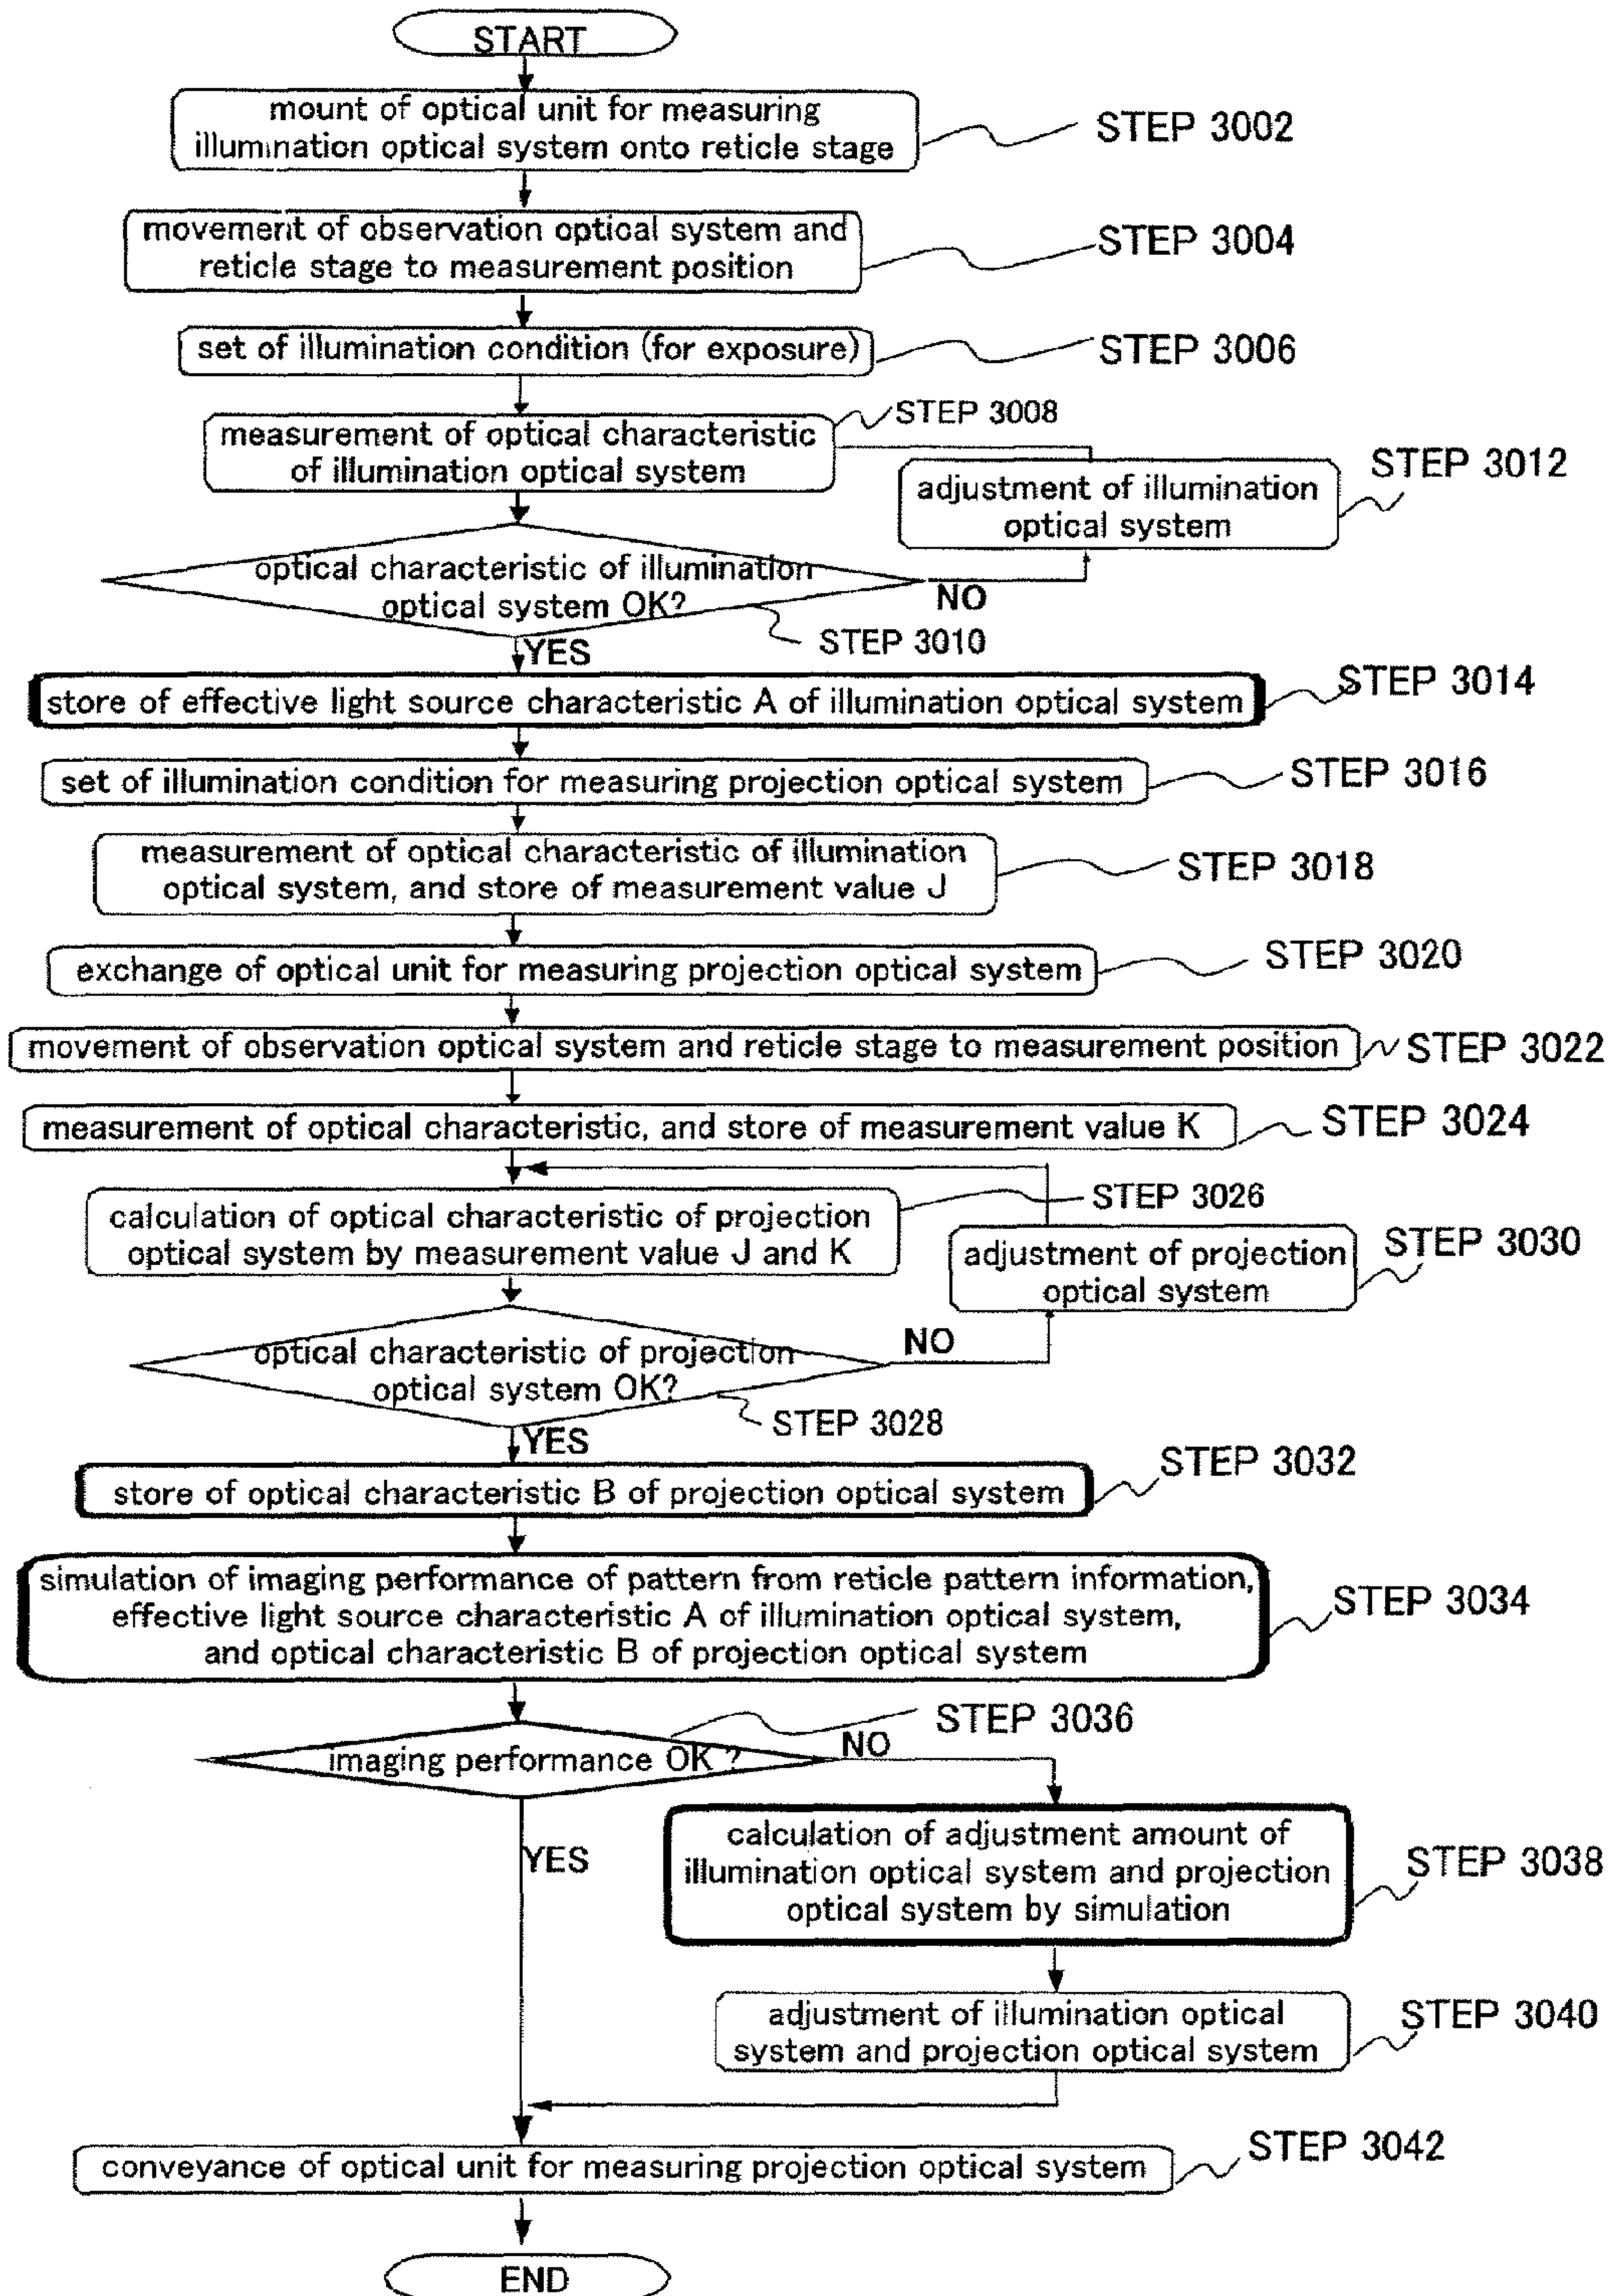 START
mount of optical unit for measuring
illumination optical system onto reticle stage
STEP 3002
movement of observation optical system and
reticle stage to measurement position
STEP 3004
set of illumination condition (for exposure)
STEP 3006
measurement of optical characteristic
of illumination optical system
STEP 3008
adjustment of illumination
optical system
STEP 3012
optical characteristic of illumination
optical system OK?
NO
STEP 3010
YES
store of effective light source characteristic A of illumination optical system
STEP 3014
set of illumination condition for measuring projection optical system
STEP 3016
measurement of optical characteristic of illumination
optical system, and store of measurement value J
STEP 3018
exchange of optical unit for measuring projection optical system
STEP 3020
movement of observation optical system and reticle stage to measurement position
STEP 3022
measurement of optical characteristic, and store of measurement value K
STEP 3024
calculation of optical characteristic of projection
optical system by measurement value J and K
STEP 3026
adjustment of projection
optical system
STEP 3030
optical characteristic of projection
optical system OK?
NO
STEP 3028
YES
store of optical characteristic B of projection optical system
STEP 3032
simulation of imaging performance of pattern from reticle pattern information,
effective light source characteristic A of illumination optical system,
and optical characteristic B of projection optical system
STEP 3034
imaging performance OK ?
STEP 3036
NO
YES
calculation of adjustment amount of
illumination optical system and projection
optical system by simulation
STEP 3038
adjustment of illumination optical
system and projection optical system
STEP 3040
conveyance of optical unit for measuring projection optical system
STEP 3042
END